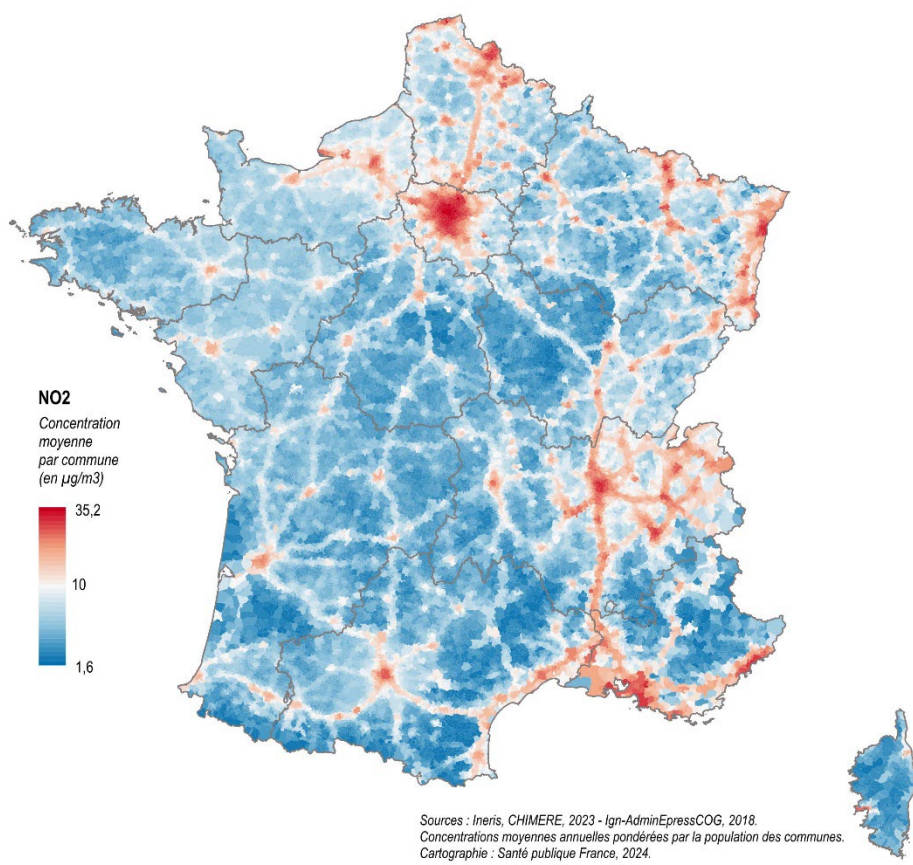 NO2
Concentration
moyenne
par commune
(en µg/m3)
35,2
10
1,6
Sources : Ineris, CHIMERE, 2023 - Ign-AdminEpressCOG, 2018.
Concentrations moyennes annuelles pondérées par la population des communes.
Cartographie : Santé publique France, 2024.